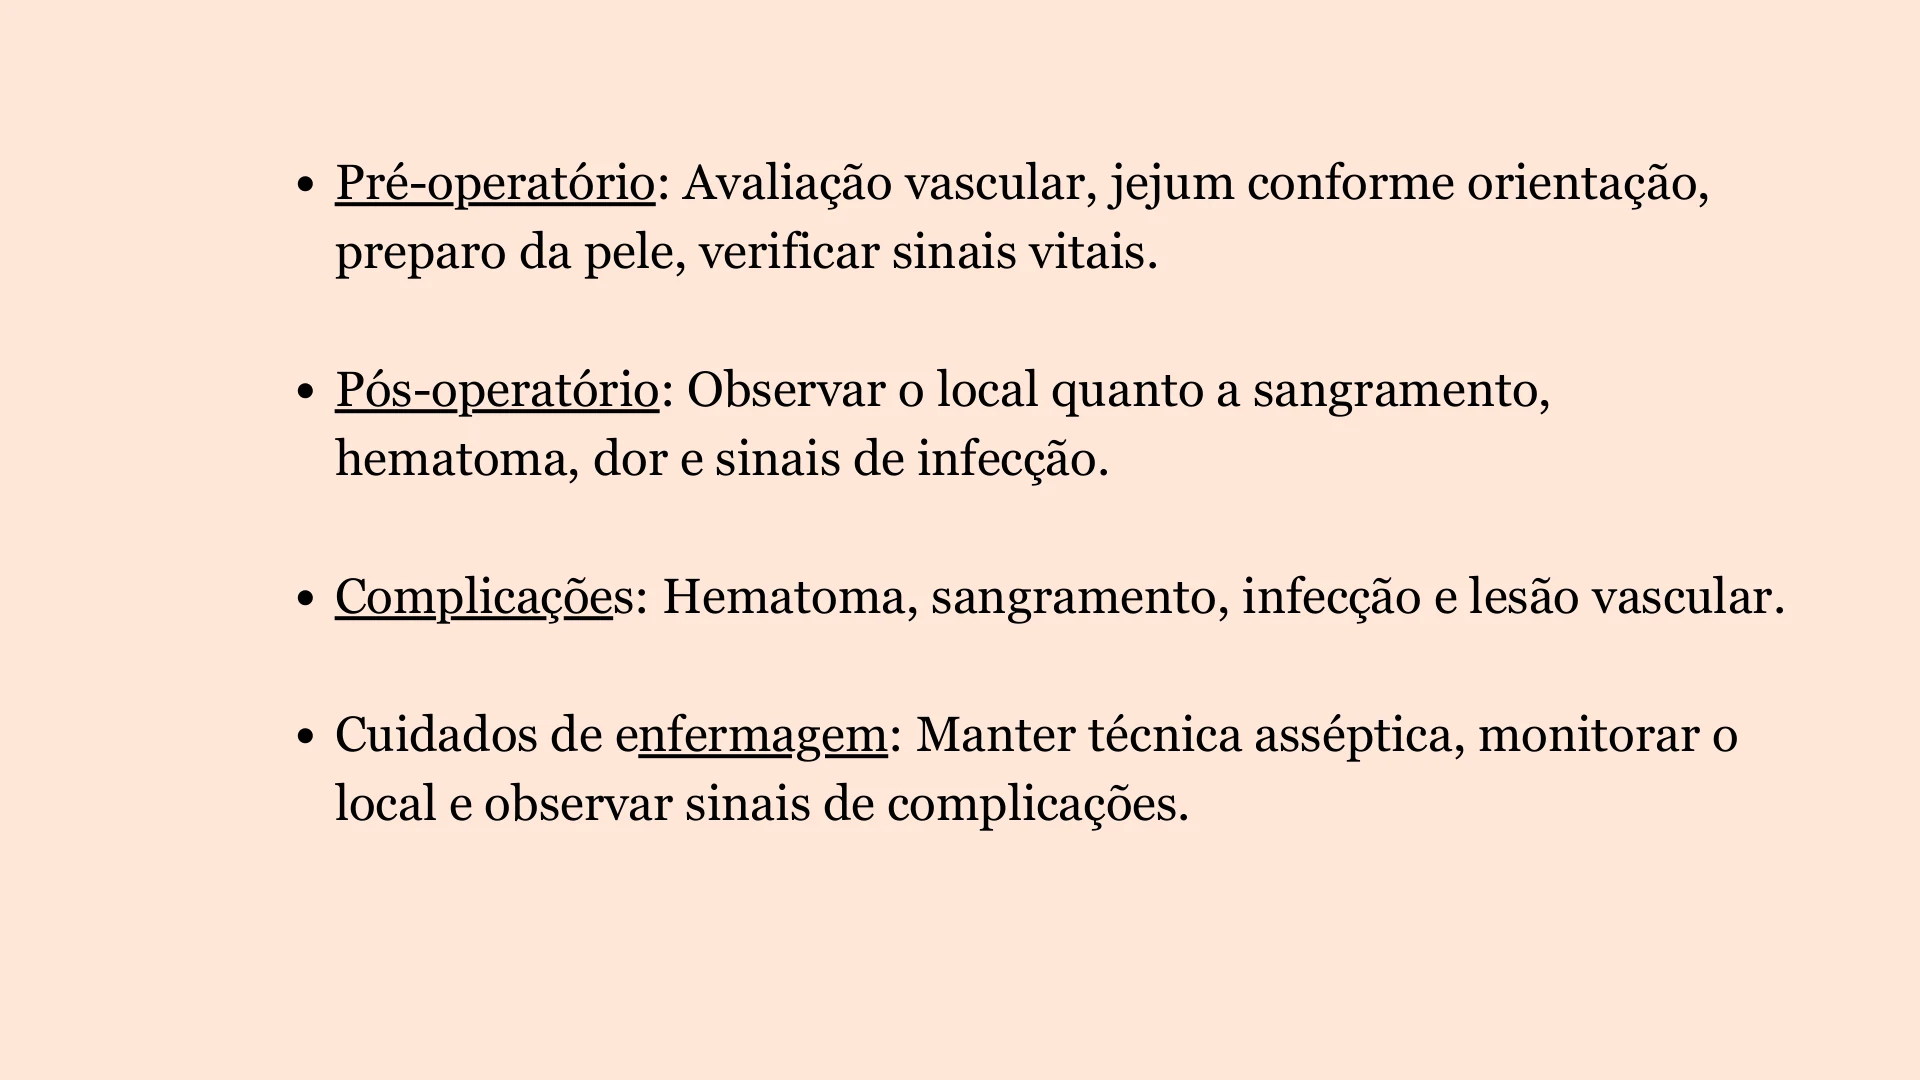 • Pré-operatório: Avaliação vascular, jejum conforme orientação,
preparo da pele, verificar sinais vitais.
• Pós-operatório: Observar o local quanto a sangramento,
hematoma, dor e sinais de infecção.
• Complicações: Hematoma, sangramento, infecção e lesão vascular.
• Cuidados de enfermagem: Manter técnica asséptica, monitorar o
local e observar sinais de complicações.